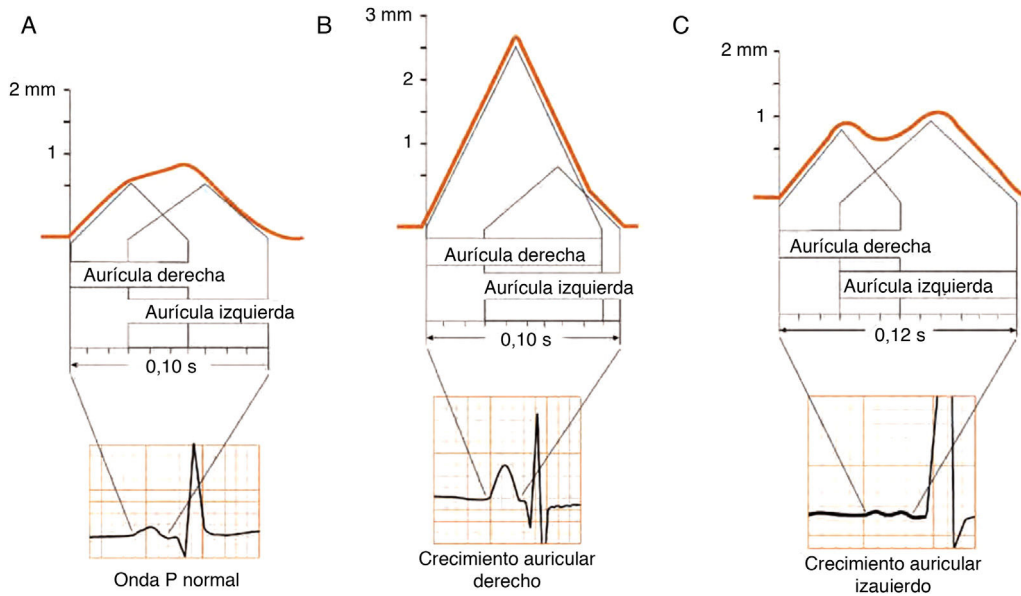 A
2 mm
1
Aurícula derecha
Aurícula izquierda
0,10 s
Onda P normal
B
3 mm
2
1
Aurícula derecha
Aurícula izquierda
0,10 s
Crecimiento auricular
derecho
C
2 mm
1
Aurícula derecha
Aurícula izquierda
0,12 s
Crecimiento auricular
izauierdo